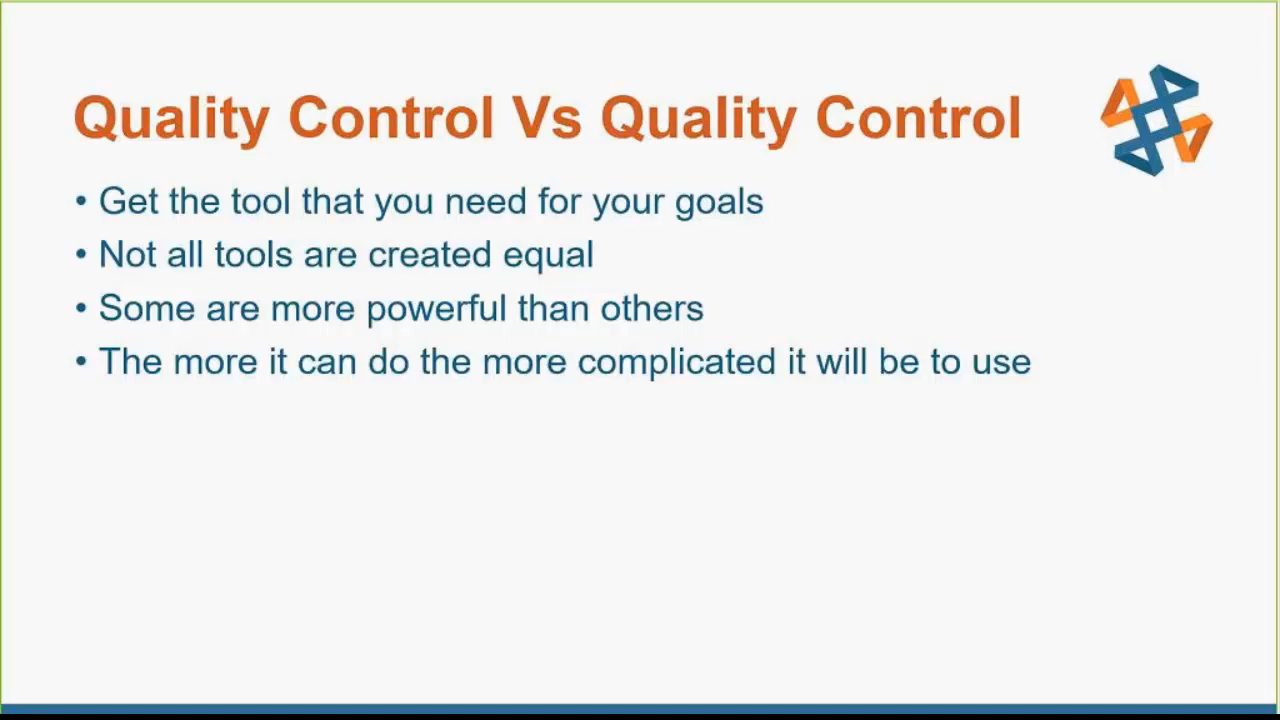 Quality Control Vs Quality Control
• Get the tool that you need for your goals
• Not all tools are created equal
• Some are more powerful than others
• The more it can do the more complicated it will be to use